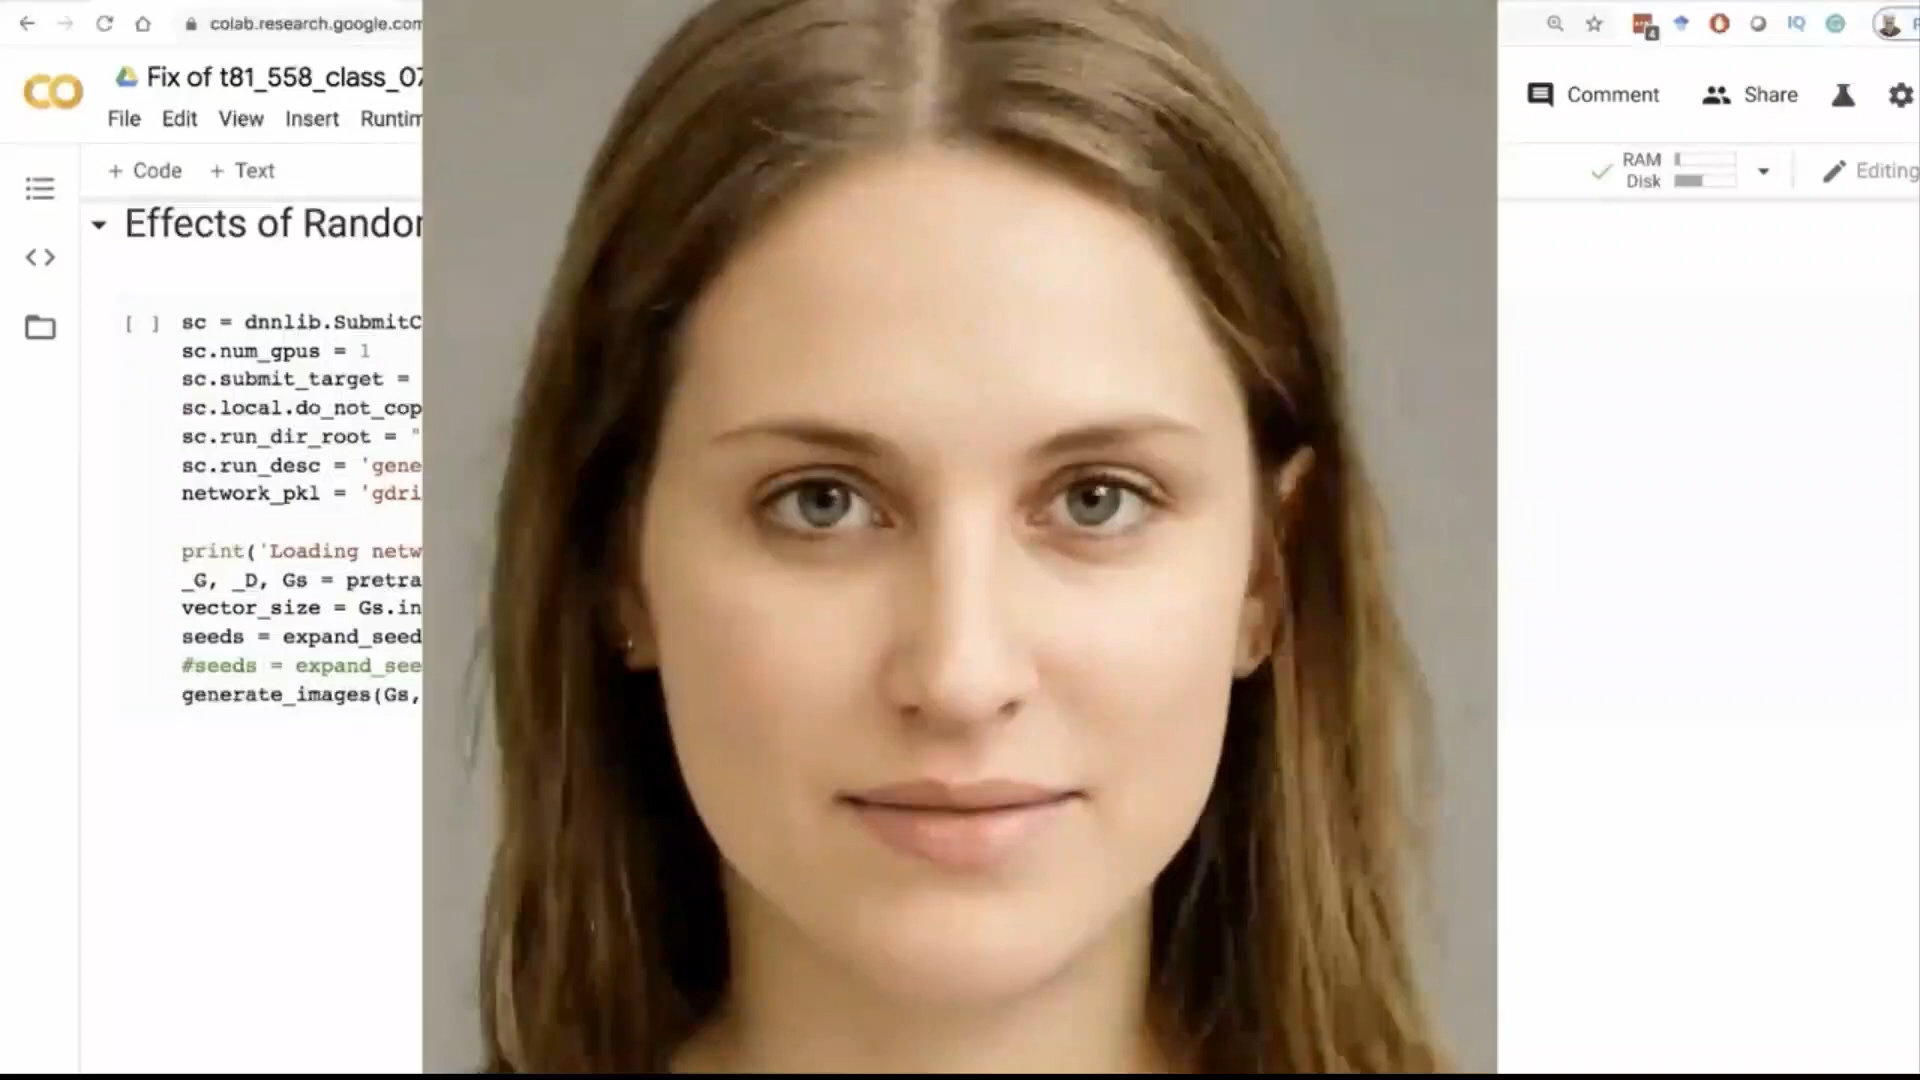 colab.research.google.com
Fix of t81_558_class_07
File Edit View Insert Runtim
Comment Share
+ Code + Text
RAM
Disk
Editing
Effects of Random
[ ] sc = dnnlib.SubmitC
sc.num_gpus = 1
sc.submit_target =
sc.local.do_not_cop
sc.run_dir_root = "
sc.run_desc = 'gene
network_pkl = 'gdri
print('Loading netw
_G, _D, Gs = pretra
vector_size = Gs.in
seeds = expand_seed
#seeds = expand_see
generate_images(Gs,